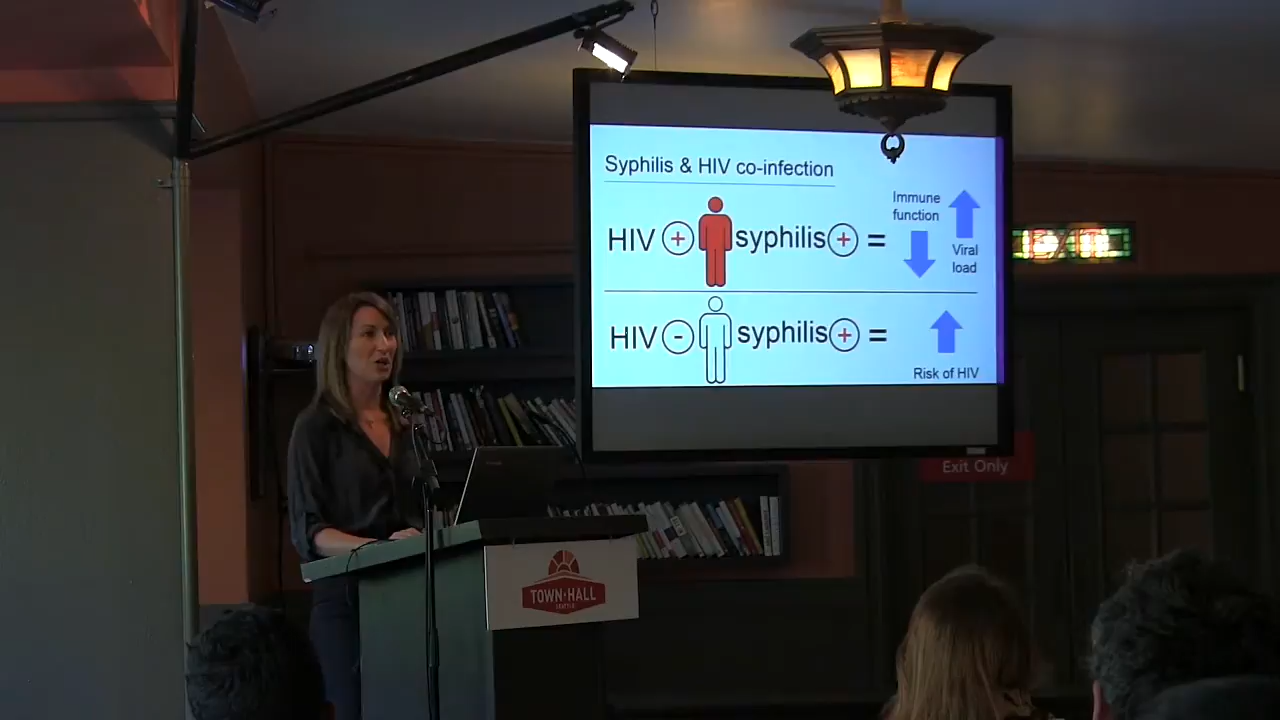 Syphilis & HIV co-infection
HIV + syphilis + =
Immune
function
Viral
load
HIV - syphilis + =
Risk of HIV
Exit Only
TOWN HALL
SEATTLE